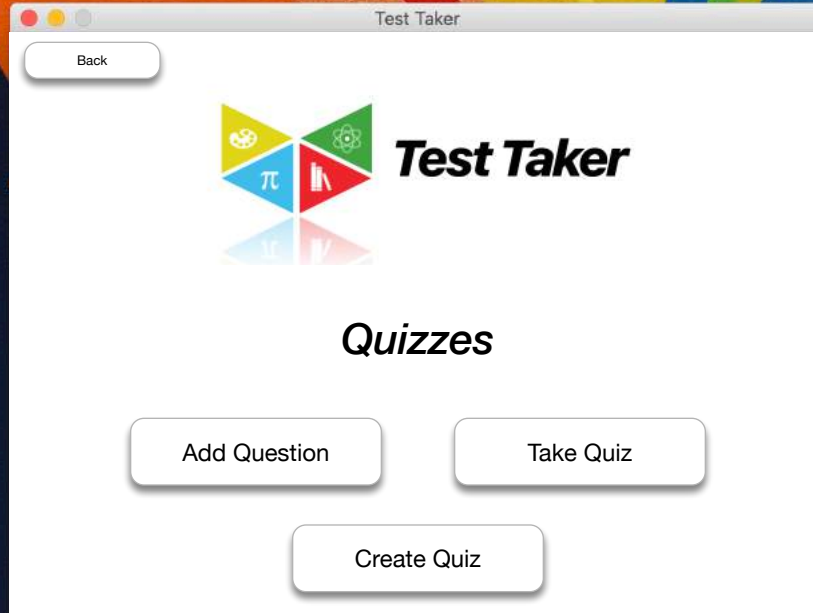 Test Taker
Back
π
Test Taker
Quizzes
Add Question
Take Quiz
Create Quiz